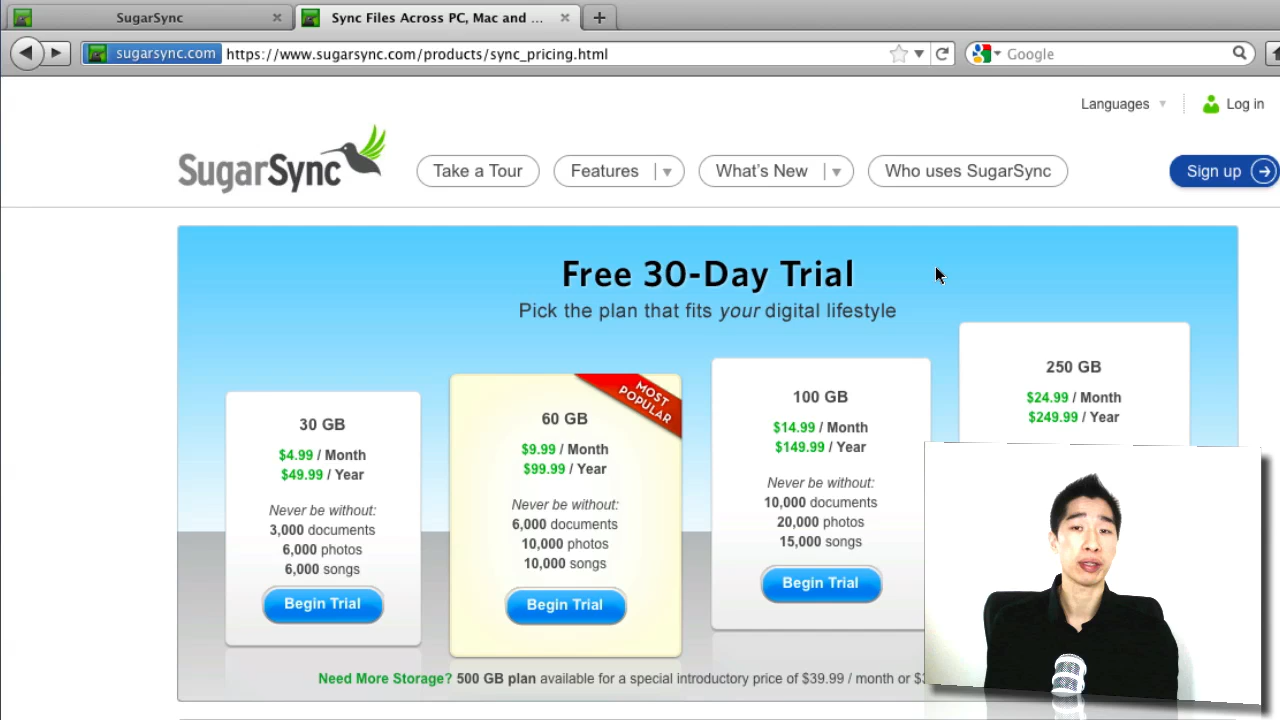 SugarSync
Sync Files Across PC, Mac and ...
sugarsync.com
https://www.sugarsync.com/products/sync_pricing.html
Google
Languages
Log in
SugarSync
Take a Tour
Features
What's New
Who uses SugarSync
Sign up
Free 30-Day Trial
Pick the plan that fits your digital lifestyle
30 GB
$4.99 / Month
$49.99 / Year
Never be without:
3,000 documents
6,000 photos
6,000 songs
Begin Trial
MOST
POPULAR
60 GB
$9.99 / Month
$99.99 / Year
Never be without:
6,000 documents
10,000 photos
10,000 songs
Begin Trial
100 GB
$14.99 / Month
$149.99 / Year
Never be without:
10,000 documents
20,000 photos
15,000 songs
Begin Trial
250 GB
$24.99 / Month
$249.99 / Year
Need More Storage? 500 GB plan available for a special introductory price of $39.99 / month or